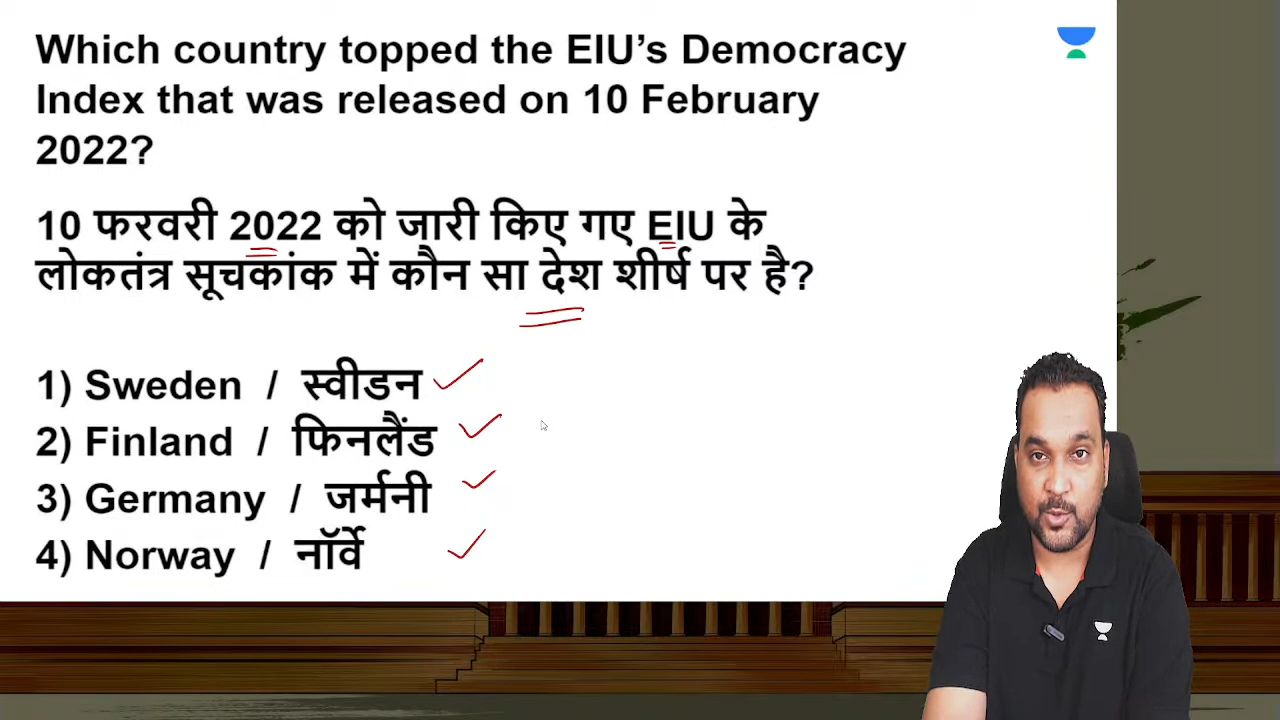 Which country topped the EIU’s Democracy
Index that was released on 10 February
2022?
10 फरवरी 2022 को जारी किए गए EIU के
लोकतंत्र सूचकांक में कौन सा देश शीर्ष पर है?
1) Sweden / स्वीडन
2) Finland / फिनलैंड
3) Germany / जर्मनी
4) Norway / नॉर्वे